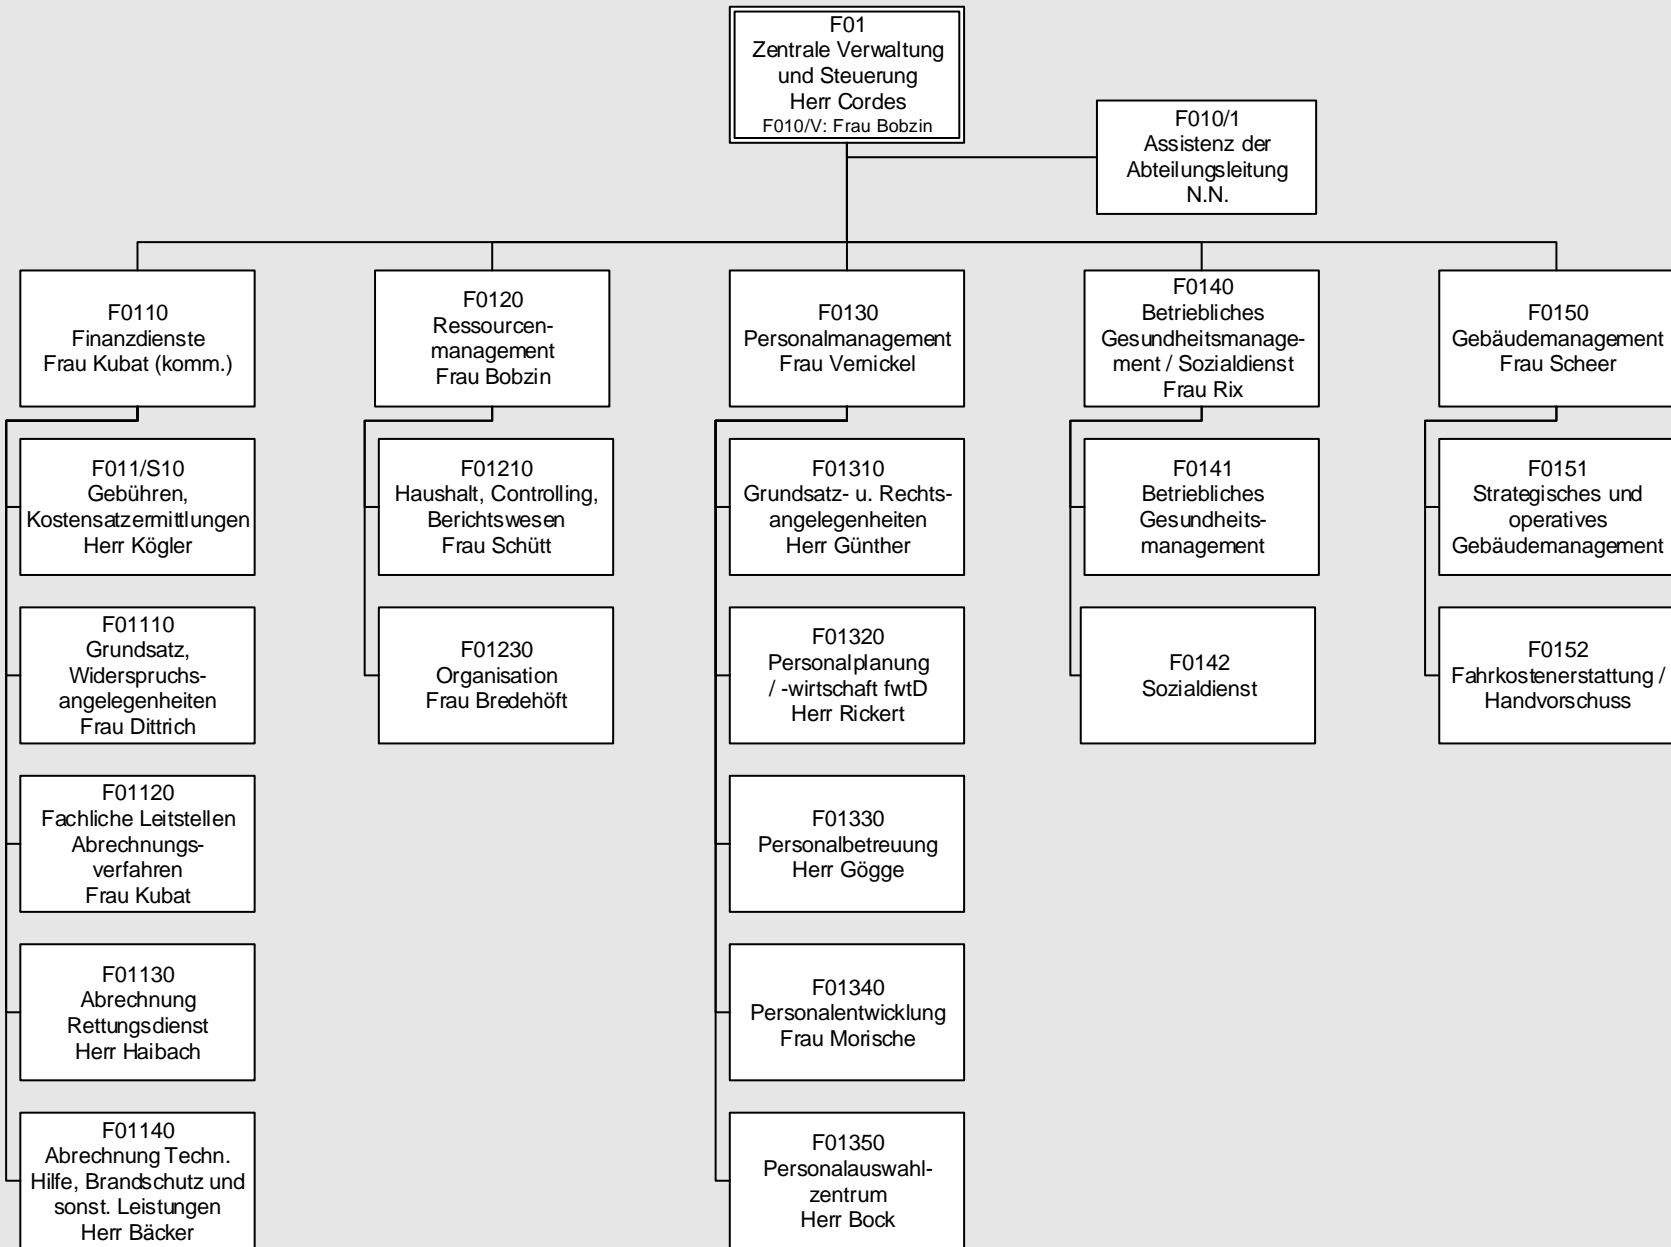 F01
Zentrale Verwaltung
und Steuerung
Herr Cordes
F010/V: Frau Bobzin
F010/1
Assistenz der
Abteilungsleitung
N.N.
F0110
Finanzdienste
Frau Kubat (komm.)
F0120
Ressourcen-
management
Frau Bobzin
F0130
Personalmanagement
Frau Vernickel
F0140
Betriebliches
Gesundheitsmanage-
ment / Sozialdienst
Frau Rix
F0150
Gebäudemanagement
Frau Scheer
F011/S10
Gebühren,
Kostensatzermittlungen
Herr Kögler
F01210
Haushalt, Controlling,
Berichtswesen
Frau Schütt
F01310
Grundsatz- u. Rechts-
angelegenheiten
Herr Günther
F0141
Betriebliches
Gesundheits-
management
F0151
Strategisches und
operatives
Gebäudemanagement
F01110
Grundsatz,
Widerspruchs-
angelegenheiten
Frau Dittrich
F01230
Organisation
Frau Bredehöft
F01320
Personalplanung
/ -wirtschaft fwtD
Herr Rickert
F0142
Sozialdienst
F0152
Fahrkostenerstattung /
Handvorschuss
F01120
Fachliche Leitstellen
Abrechnungs-
verfahren
Frau Kubat
F01330
Personalbetreuung
Herr Gögge
F01130
Abrechnung
Rettungsdienst
Herr Haibach
F01340
Personalentwicklung
Frau Morische
F01140
Abrechnung Techn.
Hilfe, Brandschutz und
sonst. Leistungen
Herr Bäcker
F01350
Personalauswahl-
zentrum
Herr Bock